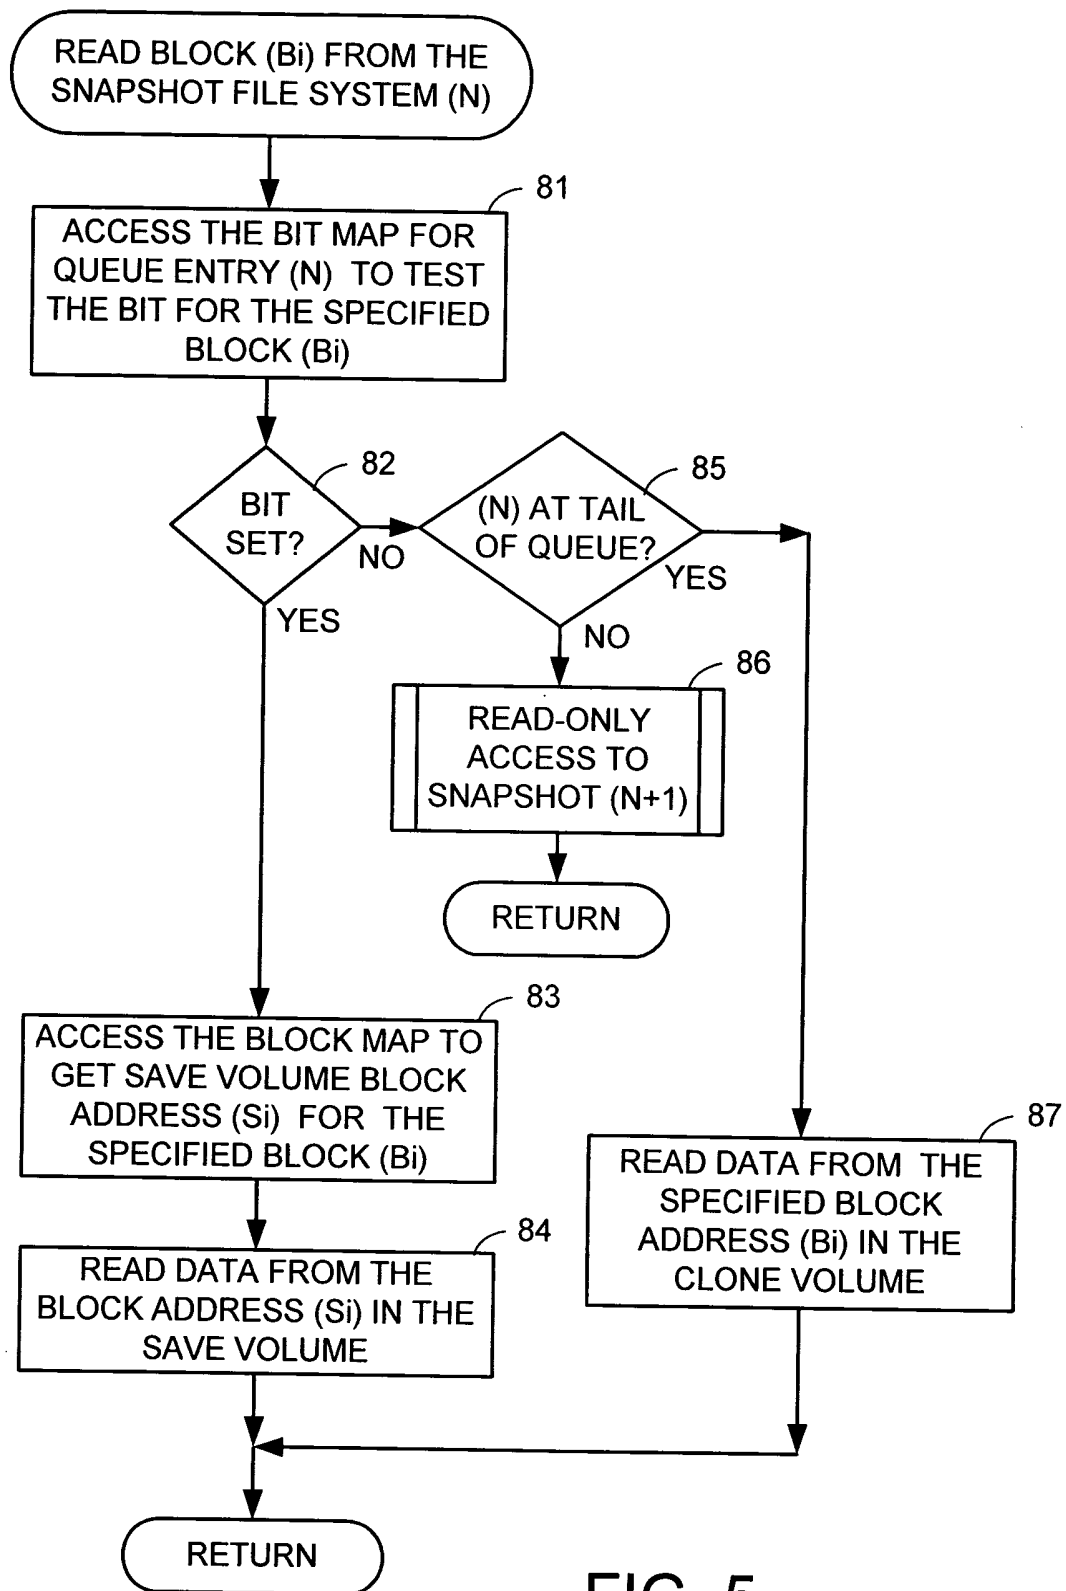 READ BLOCK (Bi) FROM THE
SNAPSHOT FILE SYSTEM (N)
81
ACCESS THE BIT MAP FOR
QUEUE ENTRY (N) TO TEST
THE BIT FOR THE SPECIFIED
BLOCK (Bi)
82
BIT
SET?
NO
YES
85
(N) AT TAIL
OF QUEUE?
YES
NO
86
READ-ONLY
ACCESS TO
SNAPSHOT (N+1)
RETURN
83
ACCESS THE BLOCK MAP TO
GET SAVE VOLUME BLOCK
ADDRESS (Si) FOR THE
SPECIFIED BLOCK (Bi)
84
READ DATA FROM THE
BLOCK ADDRESS (Si) IN THE
SAVE VOLUME
87
READ DATA FROM THE
SPECIFIED BLOCK
ADDRESS (Bi) IN THE
CLONE VOLUME
RETURN
FIG. 5